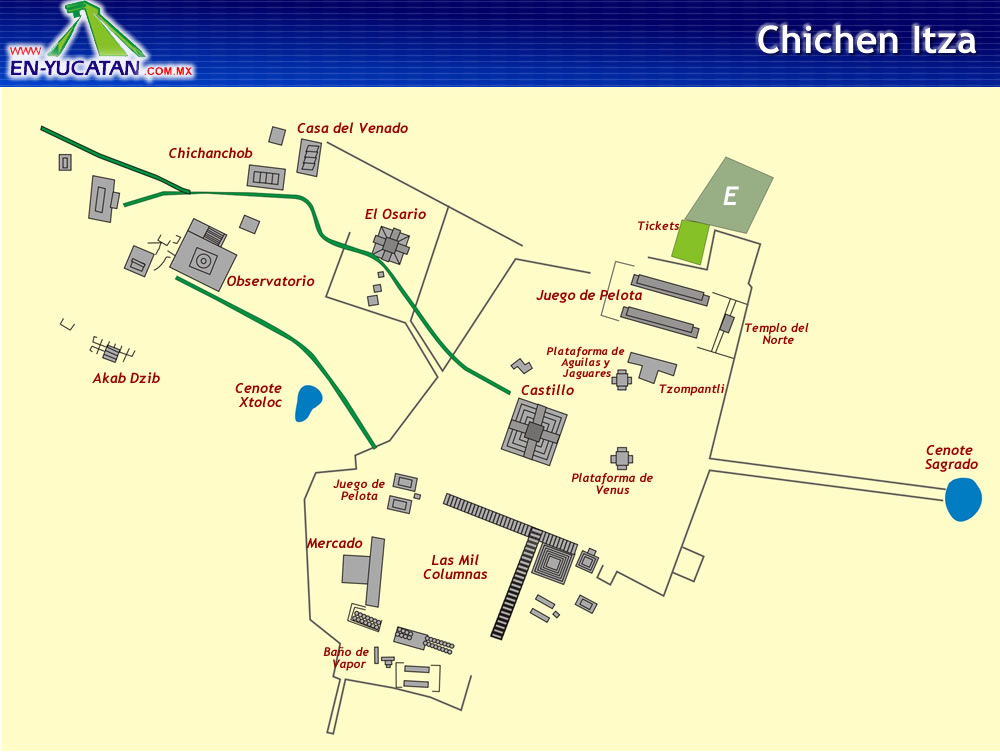 WWW
EN-YUCATAN.COM.MX
Chichen Itza
Casa del Venado
Chichanchob
El Osario
E
Tickets
Observatorio
Juego de Pelota
Templo del
Norte
Plataforma de
Aguilas y
Jaguares
Tzompantli
Akab Dzib
Cenote
Xtoloc
Castillo
Cenote
Sagrado
Plataforma de
Venus
Juego de
Pelota
Mercado
Las Mil
Columnas
Baño de
Vapor